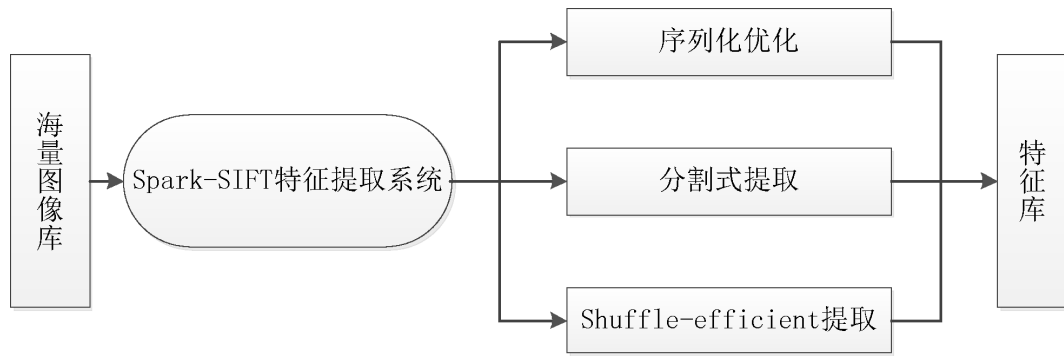 海量图像库
Spark-SIFT特征提取系统
序列化优化
分割式提取
Shuffle-efficient提取
特征库